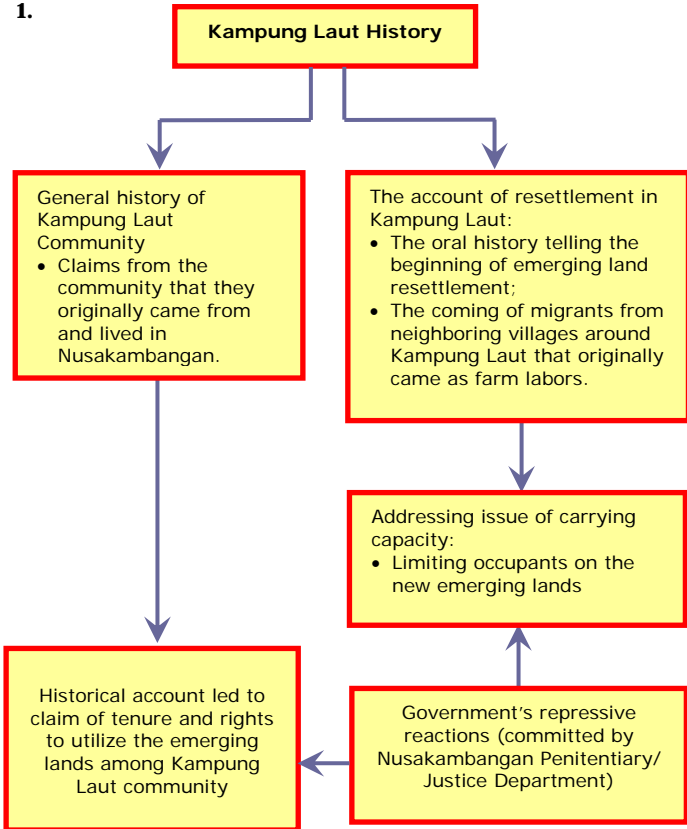 1.
Kampung Laut History
General history of
Kampung Laut
Community
• Claims from the
community that they
originally came from
and lived in
Nusakambangan.
The account of resettlement in
Kampung Laut:
• The oral history telling the
beginning of emerging land
resettlement;
• The coming of migrants from
neighboring villages around
Kampung Laut that originally
came as farm labors.
Addressing issue of carrying
capacity:
• Limiting occupants on the
new emerging lands
Historical account led to
claim of tenure and rights
to utilize the emerging
lands among Kampung
Laut community
Government's repressive
reactions (committed by
Nusakambangan Penitentiary/
Justice Department)